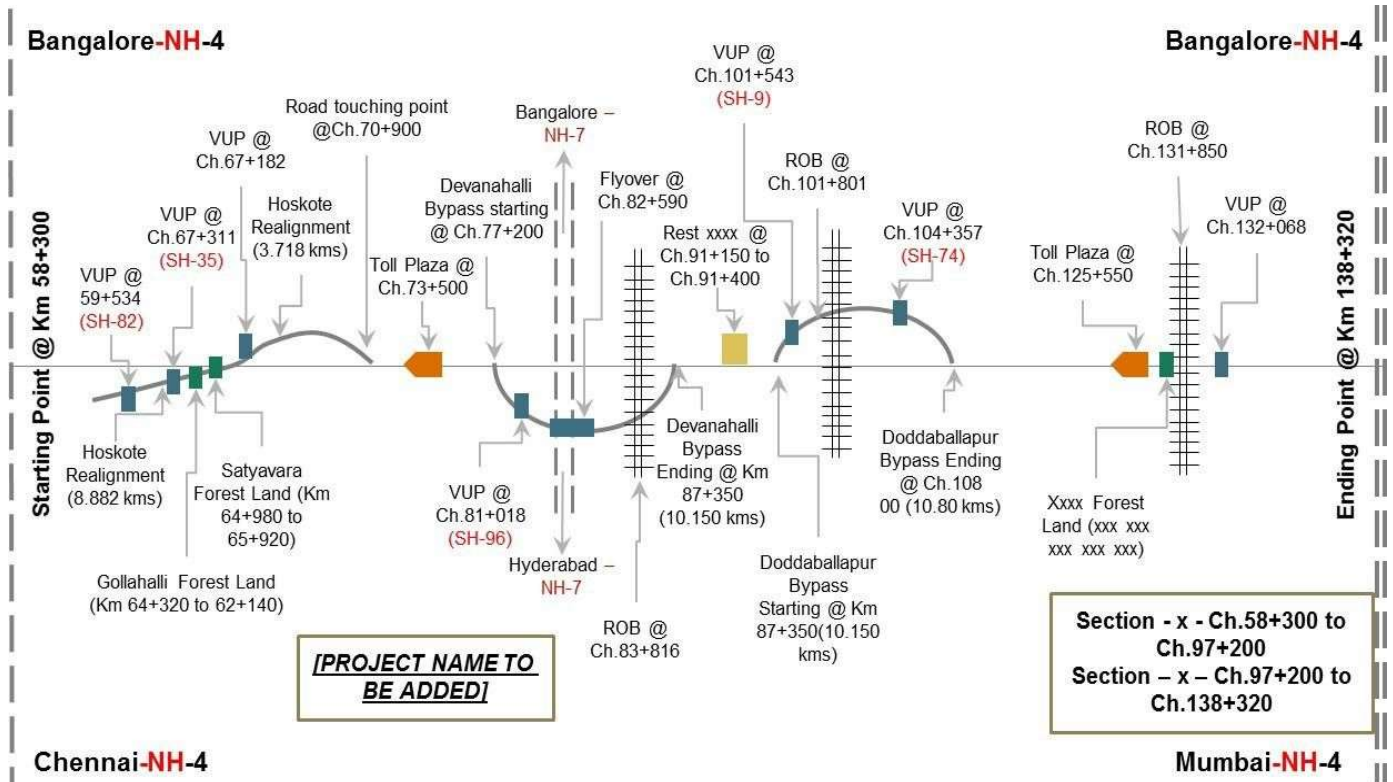 Bangalore-NH-4
Bangalore-NH-4
Starting Point @ Km 58+300
Ending Point @ Km 138+320
VUP @
59+534
(SH-82)
VUP @
Ch.67+311
(SH-35)
VUP @
Ch.67+182
Hoskote
Realignment
(3.718 kms)
Road touching point
@Ch.70+900
Toll Plaza @
Ch.73+500
Devanahalli
Bypass starting
@ Ch.77+200
Bangalore –
NH-7
Flyover @
Ch.82+590
Rest xxxx @
Ch.91+150 to
Ch.91+400
VUP @
Ch.101+543
(SH-9)
ROB @
Ch.101+801
VUP @
Ch.104+357
(SH-74)
Toll Plaza @
Ch.125+550
ROB @
Ch.131+850
VUP @
Ch.132+068
Hoskote
Realignment
(8.882 kms)
Satyavara
Forest Land (Km
64+980 to
65+920)
Gollahalli Forest Land
(Km 64+320 to 62+140)
VUP @
Ch.81+018
(SH-96)
Hyderabad –
NH-7
ROB @
Ch.83+816
Devanahalli
Bypass
Ending @ Km
87+350
(10.150 kms)
Doddaballapur
Bypass
Starting @ Km
87+350(10.150
kms)
Doddaballapur
Bypass Ending
@ Ch.108
00 (10.80 kms)
Xxxx Forest
Land (xxx xxx
xxx xxx xxx)
[PROJECT NAME TO
BE ADDED]
Section - x - Ch.58+300 to
Ch.97+200
Section – x – Ch.97+200 to
Ch.138+320
Chennai-NH-4
Mumbai-NH-4